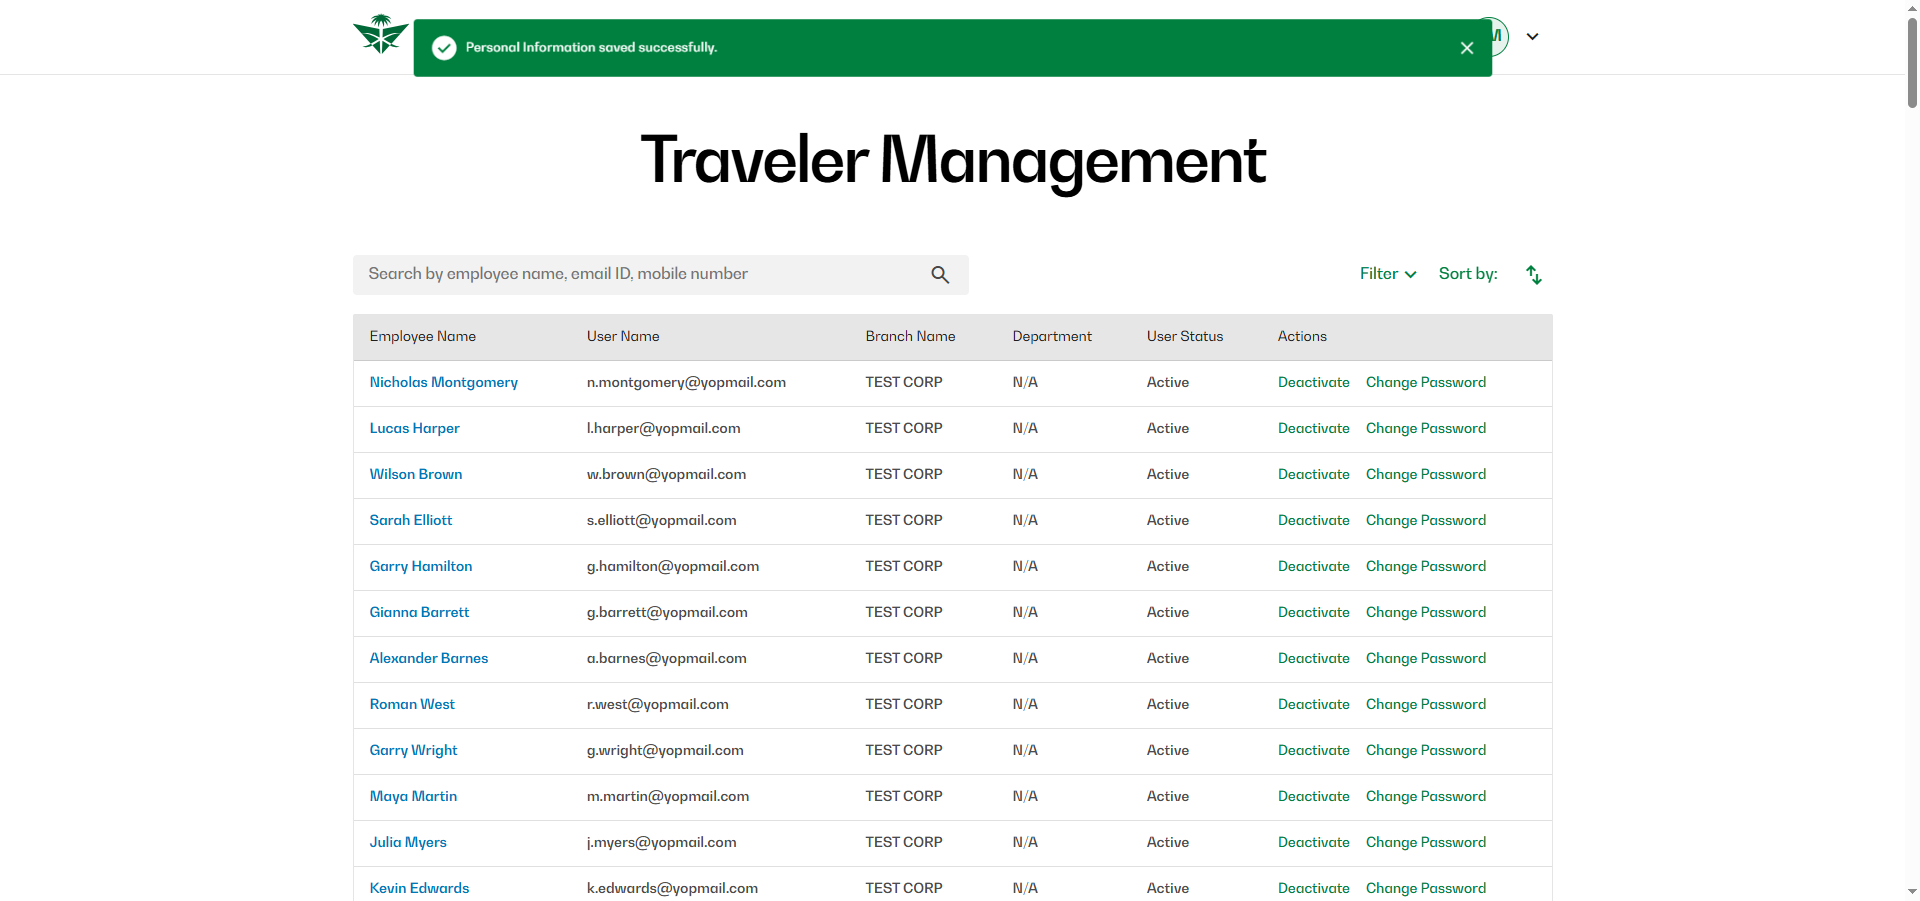 Personal Information saved successfully.
M
Traveler Management
Search by employee name, email ID, mobile number
Filter Sort by:
Employee Name User Name Branch Name Department User Status Actions
Nicholas Montgomery n.montgomery@yopmail.com TEST CORP N/A Active Deactivate Change Password
Lucas Harper l.harper@yopmail.com TEST CORP N/A Active Deactivate Change Password
Wilson Brown w.brown@yopmail.com TEST CORP N/A Active Deactivate Change Password
Sarah Elliott s.elliott@yopmail.com TEST CORP N/A Active Deactivate Change Password
Garry Hamilton g.hamilton@yopmail.com TEST CORP N/A Active Deactivate Change Password
Gianna Barrett g.barrett@yopmail.com TEST CORP N/A Active Deactivate Change Password
Alexander Barnes a.barnes@yopmail.com TEST CORP N/A Active Deactivate Change Password
Roman West r.west@yopmail.com TEST CORP N/A Active Deactivate Change Password
Garry Wright g.wright@yopmail.com TEST CORP N/A Active Deactivate Change Password
Maya Martin m.martin@yopmail.com TEST CORP N/A Active Deactivate Change Password
Julia Myers j.myers@yopmail.com TEST CORP N/A Active Deactivate Change Password
Kevin Edwards k.edwards@yopmail.com TEST CORP N/A Active Deactivate Change Password